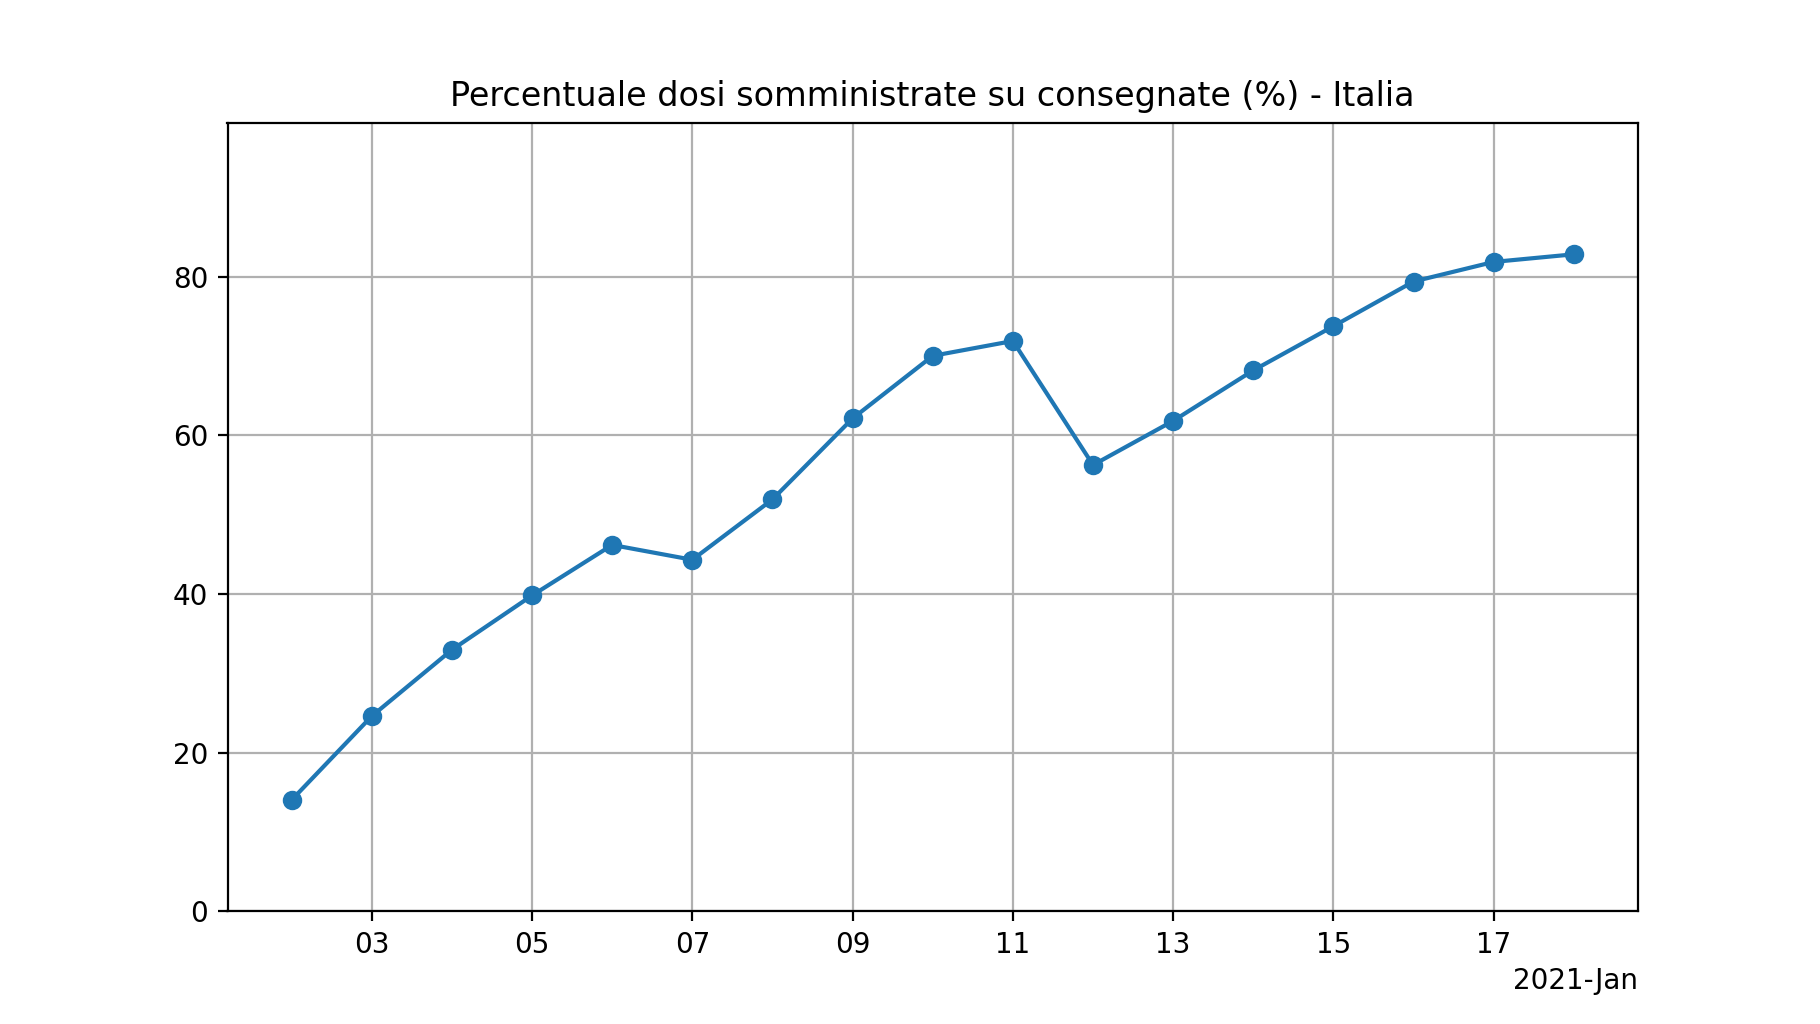 Percentuale dosi somministrate su consegnate (%) - Italia
80
60
40
20
0
03 05 07 09 11 13 15 17
2021-Jan